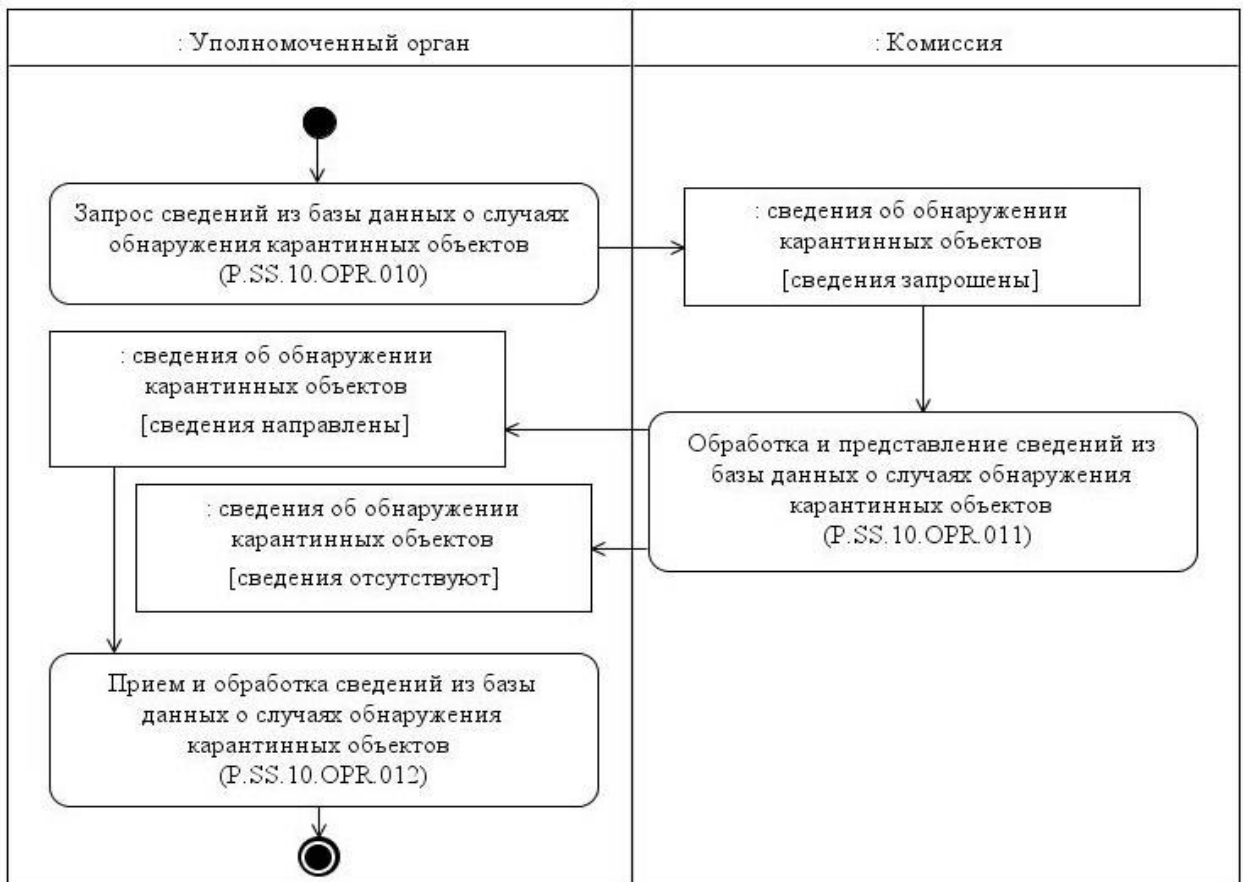 : Уполномоченный орган
: Комиссия
Запрос сведений из базы данных о случаях
обнаружения карантинных объектов
(P.SS.10.OPR.010)
: сведения об обнаружении
карантинных объектов
[сведения запрошены]
: сведения об обнаружении
карантинных объектов
[сведения направлены]
Обработка и представление сведений из
базы данных о случаях обнаружения
карантинных объектов
(P.SS.10.OPR.011)
: сведения об обнаружении
карантинных объектов
[сведения отсутствуют]
Прием и обработка сведений из базы
данных о случаях обнаружения
карантинных объектов
(P.SS.10.OPR.012)